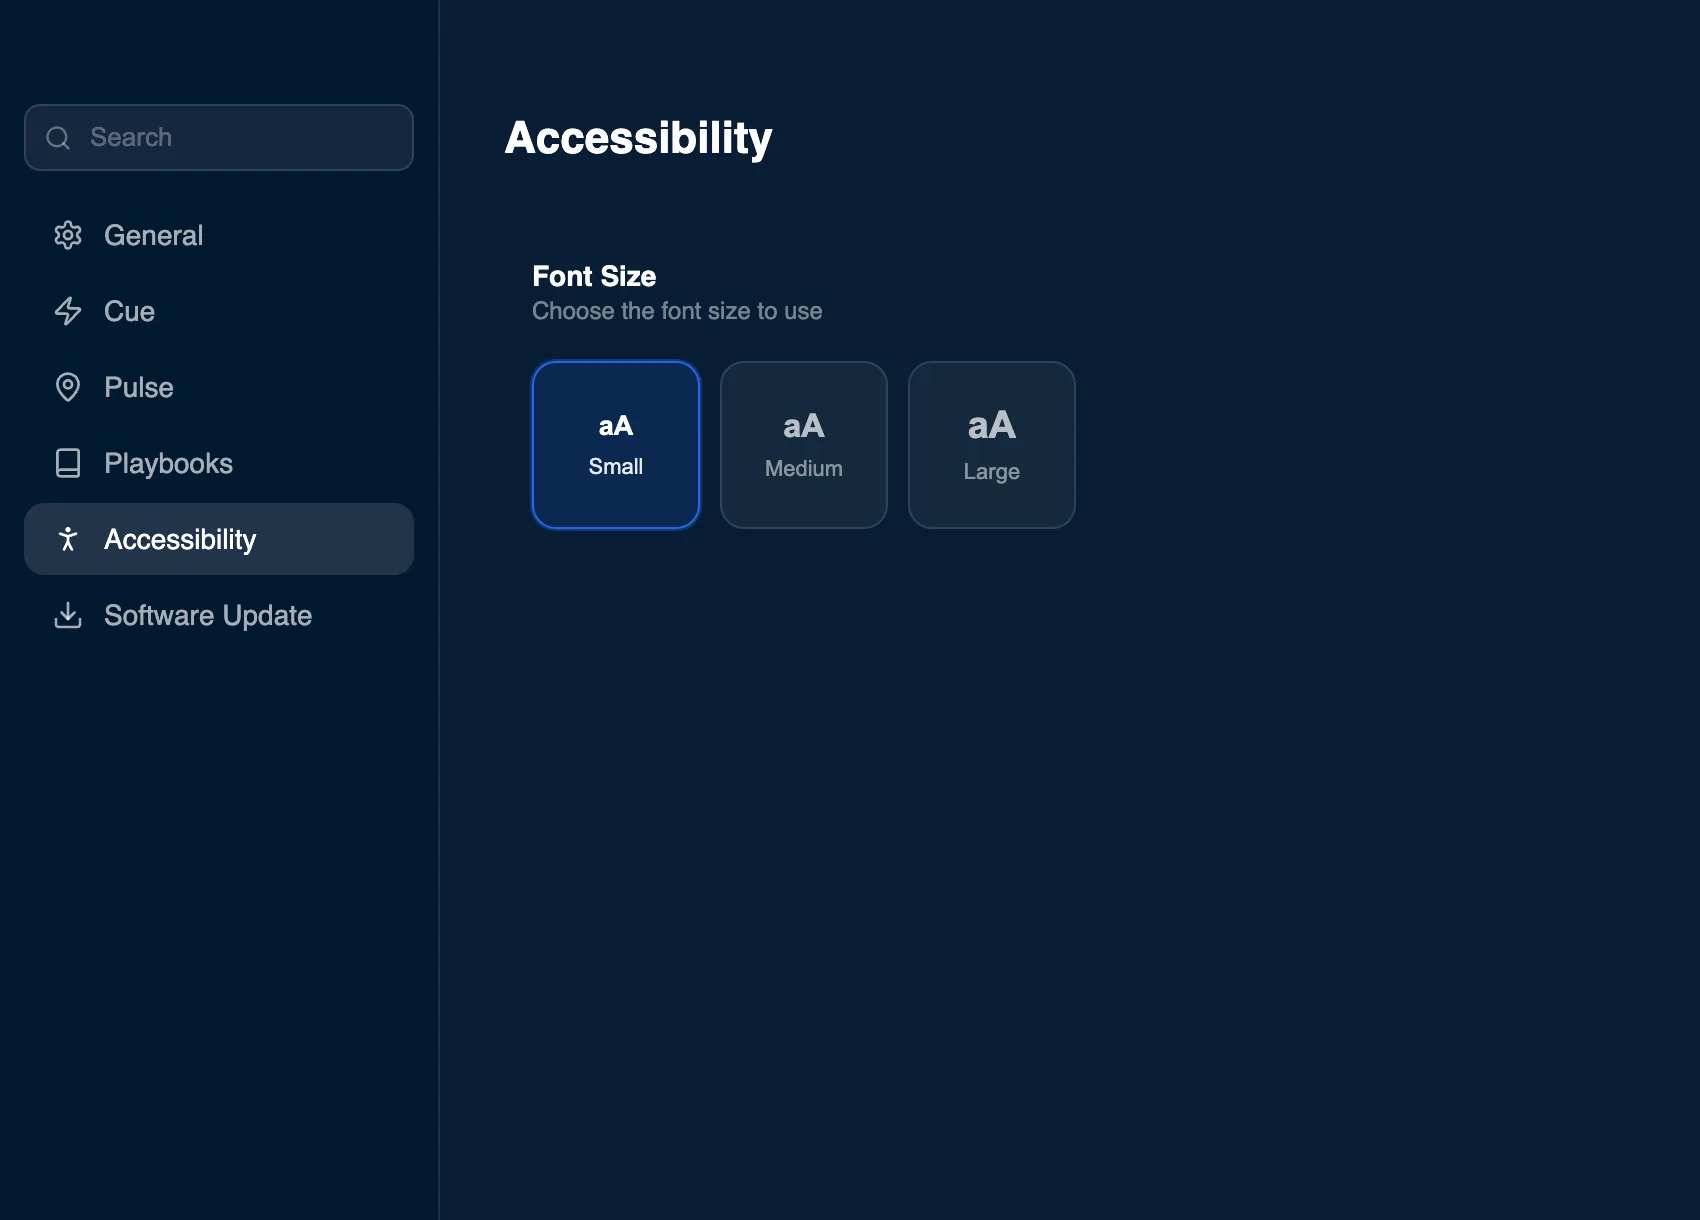 Search
General
Cue
Pulse
Playbooks
Accessibility
Software Update
Accessibility
Font Size
Choose the font size to use
aA
Small
aA
Medium
aA
Large